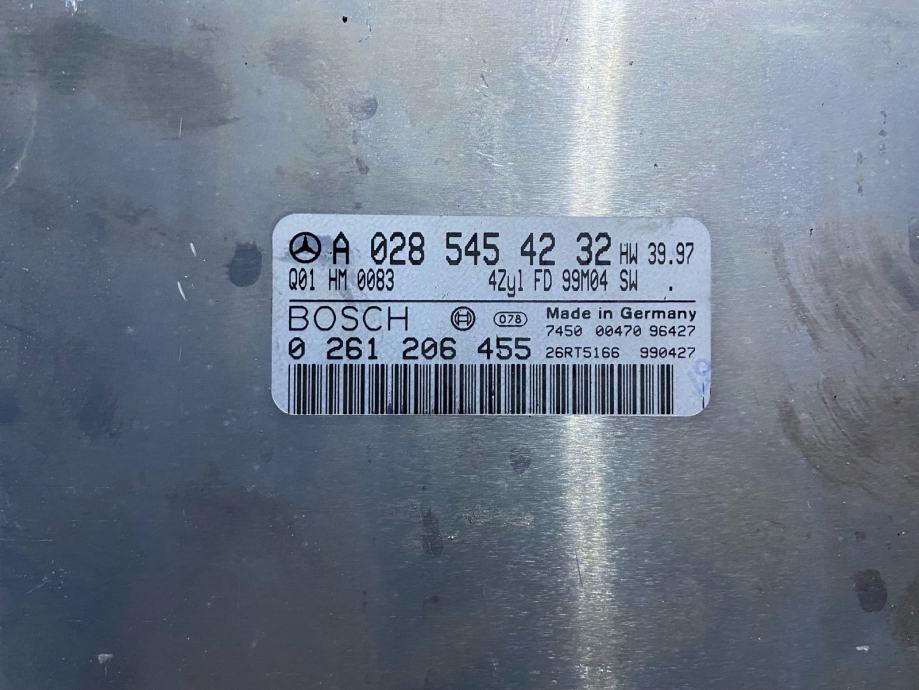 A 028 545 42 32 HW 39.97
Q01 HM 0083 4Zyl FD 99M04 SW .
BOSCH 078 Made in Germany
7450 00470 96427
0 261 206 455 26RT5166 990427